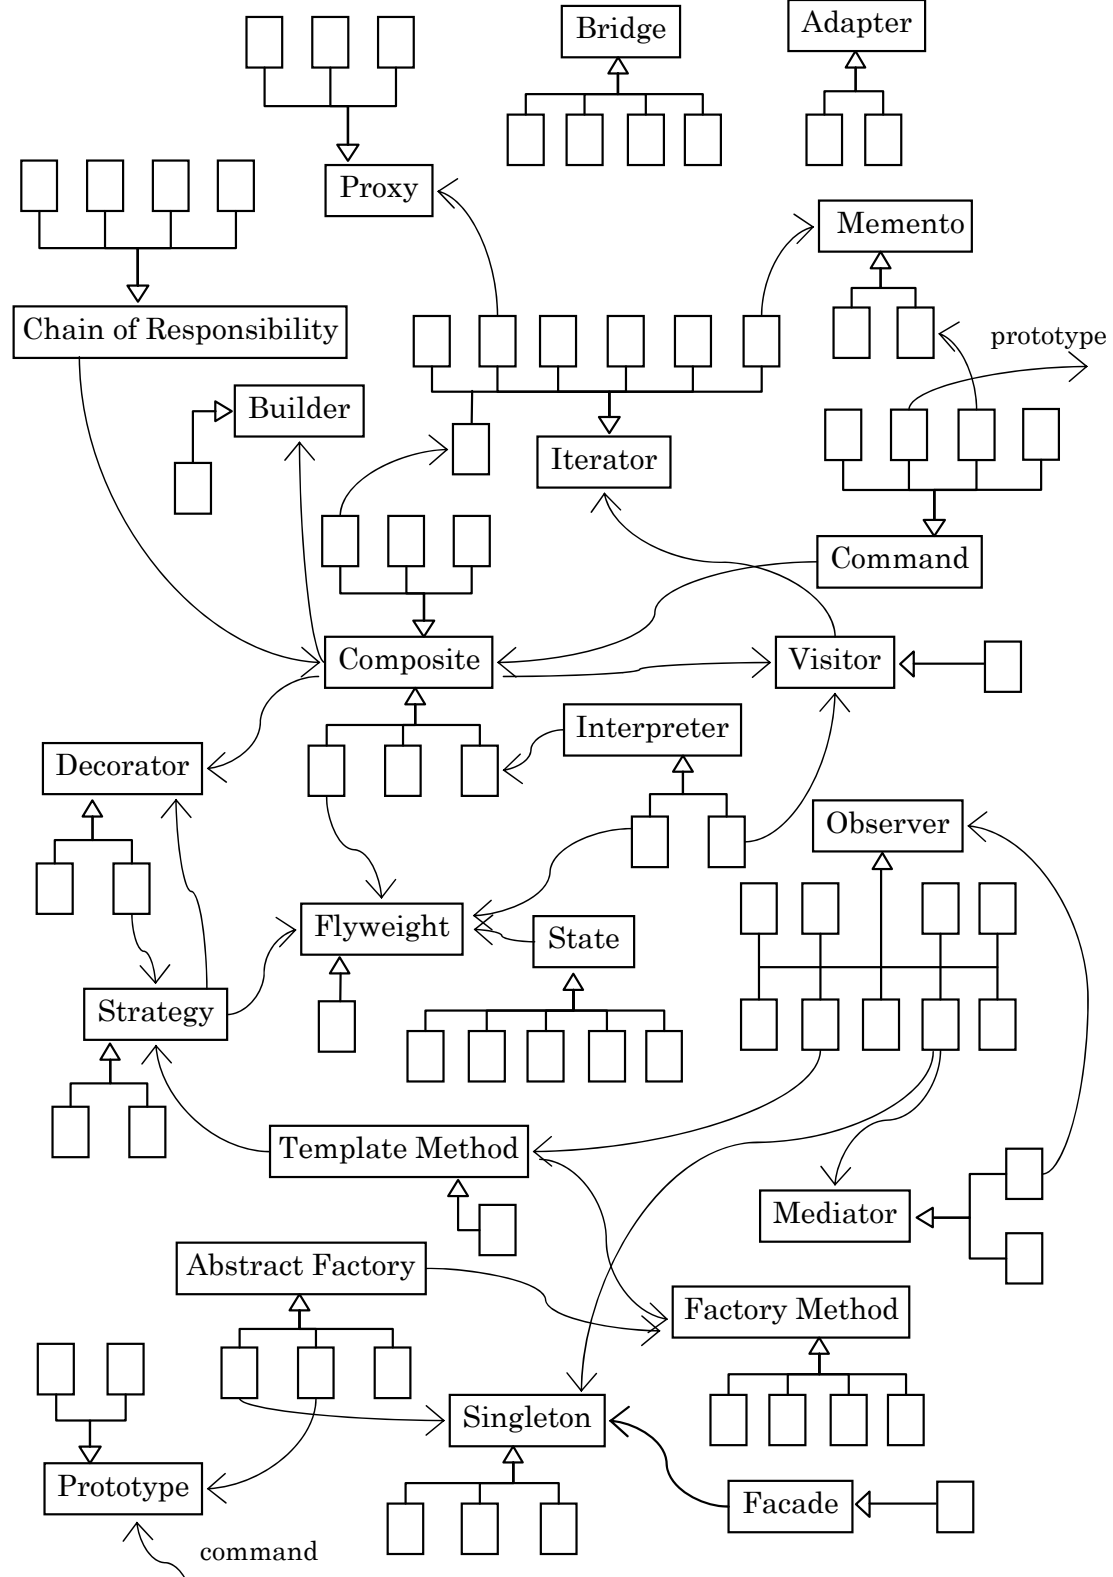 Bridge
Adapter
Proxy
Memento
Chain of Responsibility
prototype
Builder
Iterator
Command
Composite
Visitor
Interpreter
Decorator
Observer
Flyweight
State
Strategy
Template Method
Mediator
Abstract Factory
Factory Method
Singleton
Prototype
Facade
command